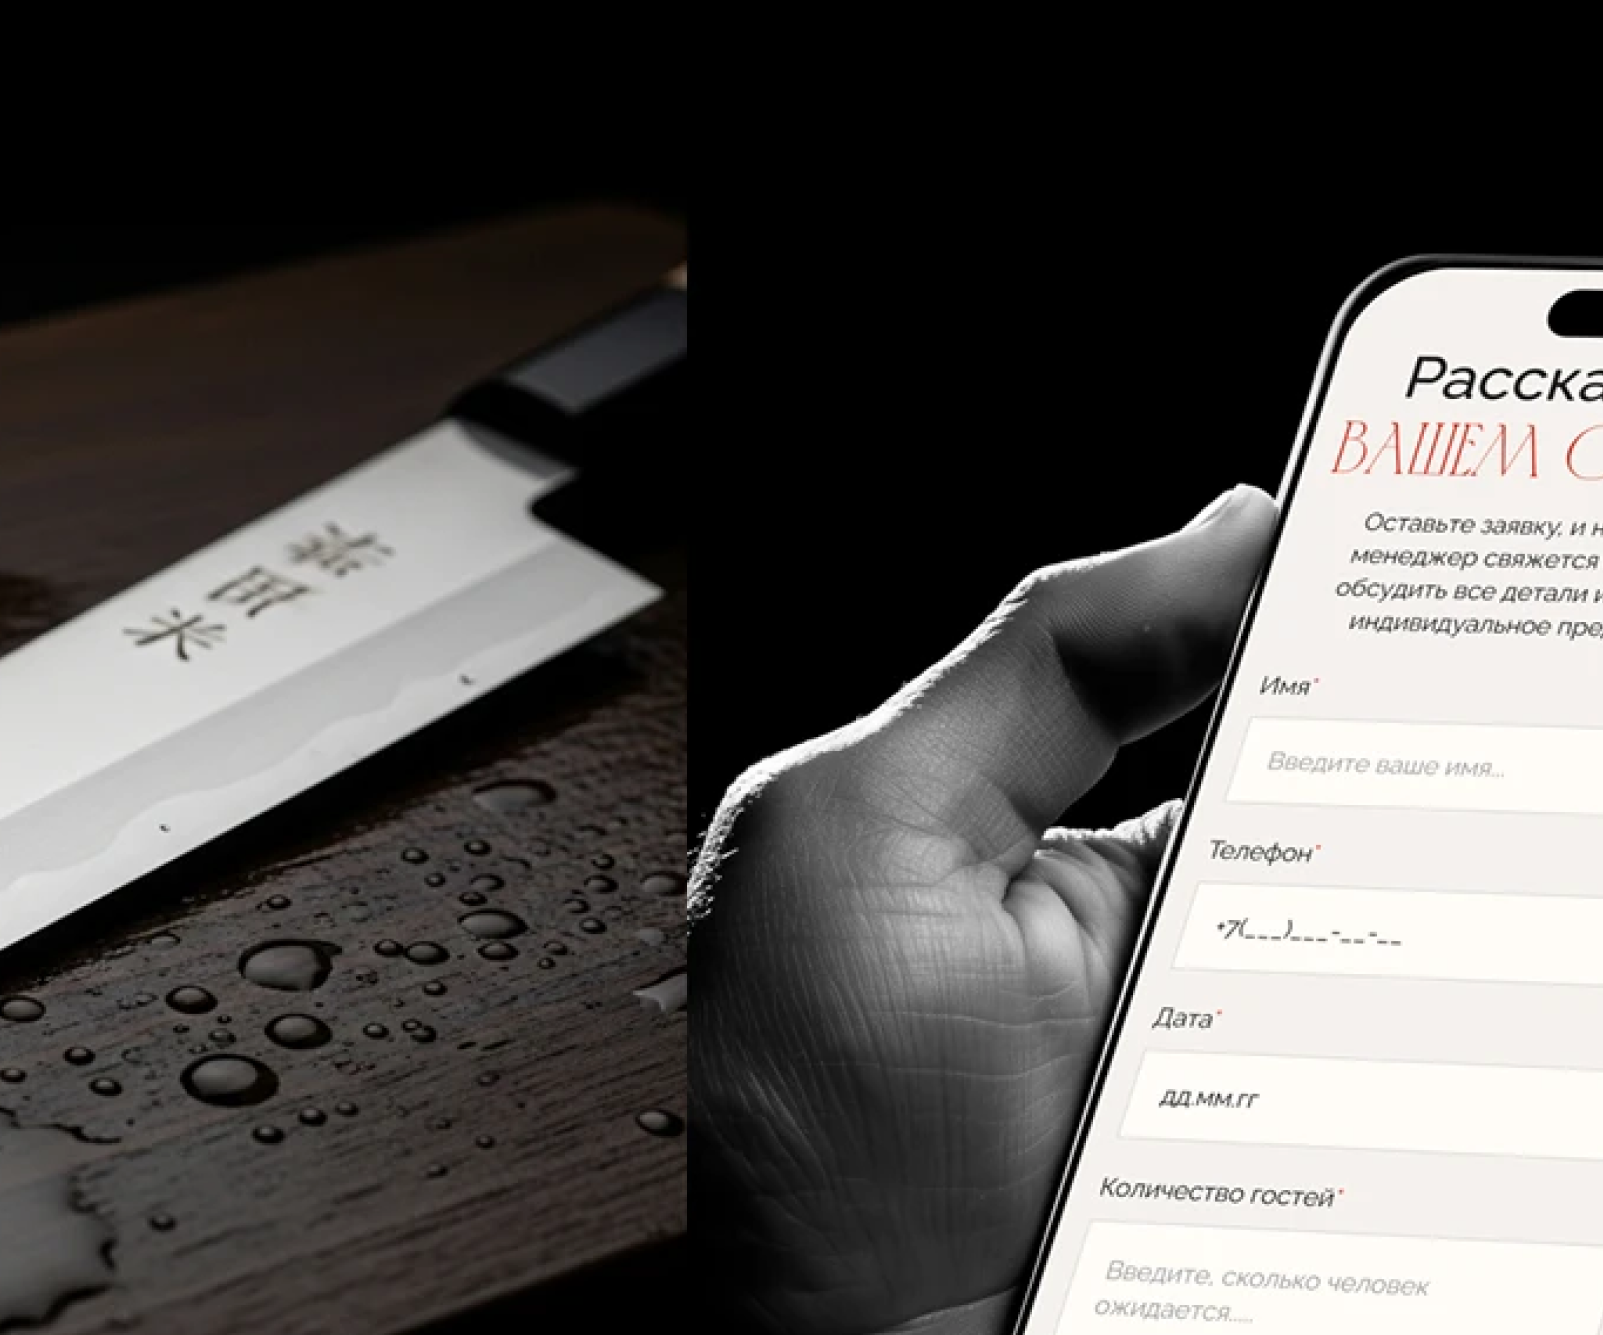 Расска
ВАШЕМ
Оставьте заявку, и н
менеджер свяжется
обсудить все детали и
индивидуальное пре
Имя*
Введите ваше имя...
Телефон*
+7(___)___-__-__
Дата*
дд.мм.гг
Количество гостей*
Введите, сколько человек
ожидается.....